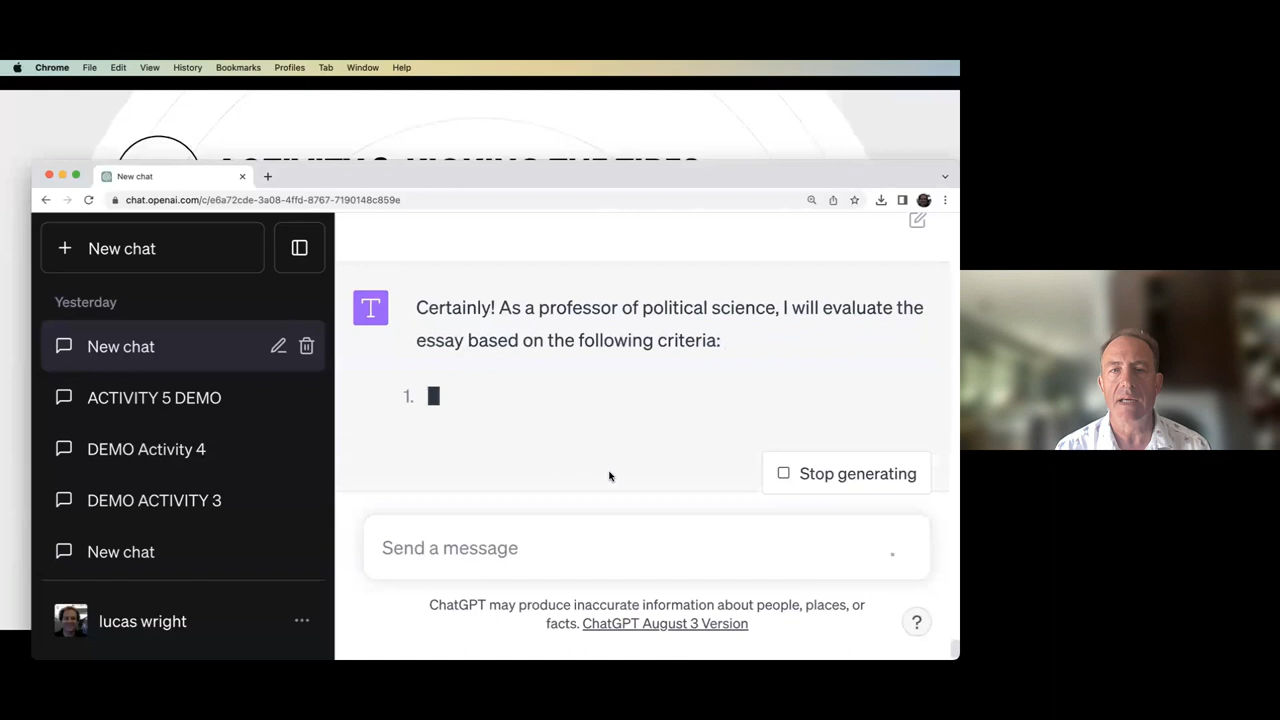 Chrome File Edit View History Bookmarks Profiles Tab Window Help
New chat
chat.openai.com/c/e6a72cde-3a08-4ffd-8767-7190148c859e
New chat
Yesterday
New chat
ACTIVITY 5 DEMO
DEMO Activity 4
DEMO ACTIVITY 3
New chat
lucas wright
T
Certainly! As a professor of political science, I will evaluate the
essay based on the following criteria:
1.
Stop generating
Send a message
ChatGPT may produce inaccurate information about people, places, or
facts. ChatGPT August 3 Version
?